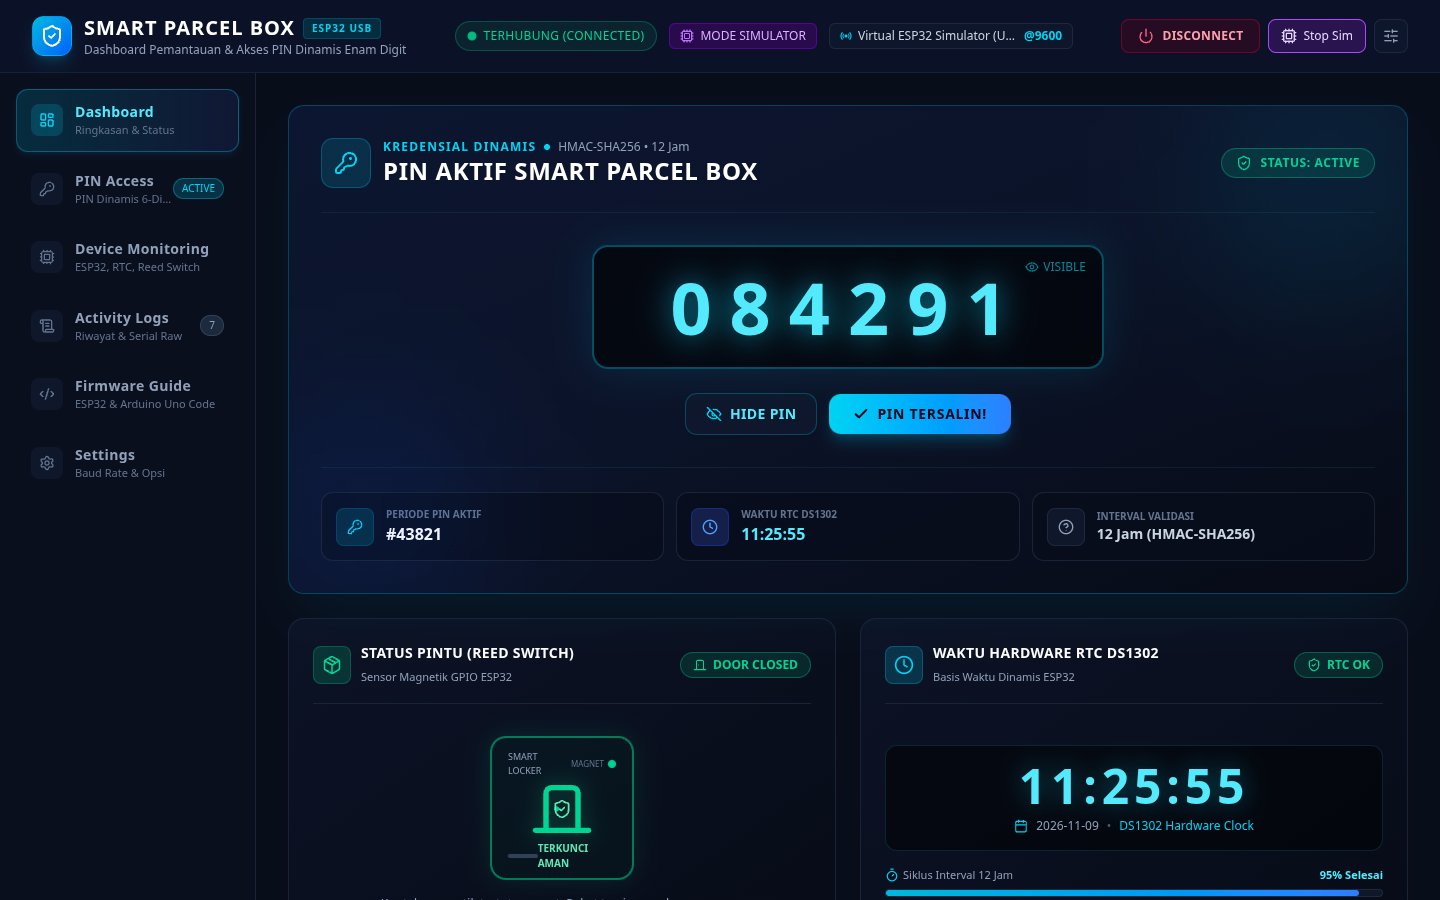 SMART PARCEL BOX ESP32 USB
Dashboard Pemantauan & Akses PIN Dinamis Enam Digit
TERHUBUNG (CONNECTED)
MODE SIMULATOR
Virtual ESP32 Simulator (U... @9600
DISCONNECT
Stop Sim
Dashboard
Ringkasan & Status
PIN Access
PIN Dinamis 6-Di...
ACTIVE
Device Monitoring
ESP32, RTC, Reed Switch
Activity Logs
Riwayat & Serial Raw
7
Firmware Guide
ESP32 & Arduino Uno Code
Settings
Baud Rate & Opsi
KREDENSIAL DINAMIS • HMAC-SHA256 • 12 Jam
PIN AKTIF SMART PARCEL BOX
STATUS: ACTIVE
VISIBLE
084291
HIDE PIN
PIN TERSALIN!
PERIODE PIN AKTIF
#43821
WAKTU RTC DS1302
11:25:55
INTERVAL VALIDASI
12 Jam (HMAC-SHA256)
STATUS PINTU (REED SWITCH)
Sensor Magnetik GPIO ESP32
DOOR CLOSED
SMART
LOCKER
MAGNET
TERKUNCI
AMAN
WAKTU HARDWARE RTC DS1302
Basis Waktu Dinamis ESP32
RTC OK
11:25:55
2026-11-09 • DS1302 Hardware Clock
Siklus Interval 12 Jam
95% Selesai